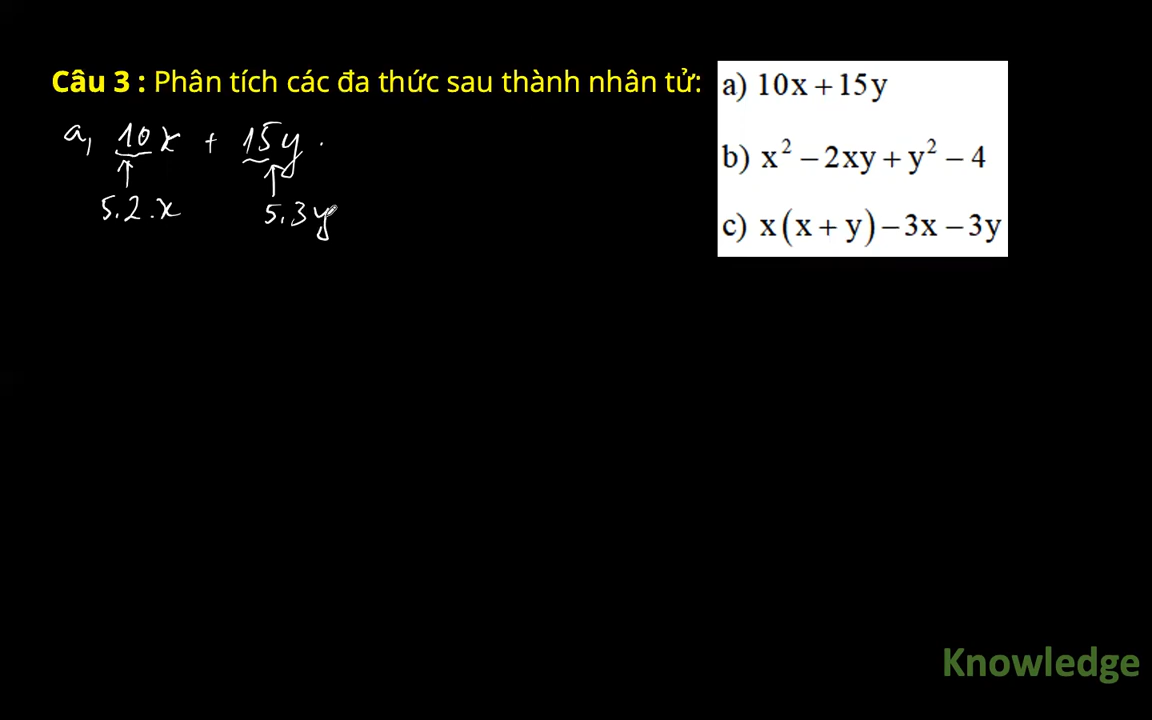 Câu 3 : Phân tích các đa thức sau thành nhân tử:
a) 10x + 15y
b) x² − 2xy + y² − 4
c) x(x + y) − 3x − 3y
a, 10x + 15y .
5.2.x 5.3y
Knowledge